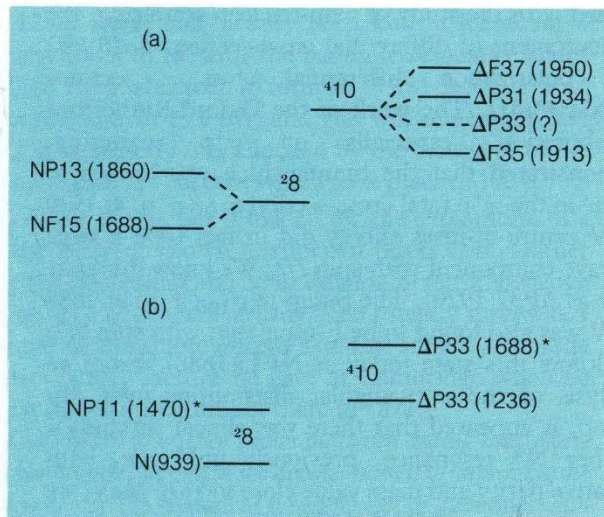 (a)
ΔF37 (1950)
⁴10
ΔP31 (1934)
ΔP33 (?)
NP13 (1860)
²8
ΔF35 (1913)
NF15 (1688)
(b)
ΔP33 (1688)*
⁴10
NP11 (1470)*
ΔP33 (1236)
²8
N(939)